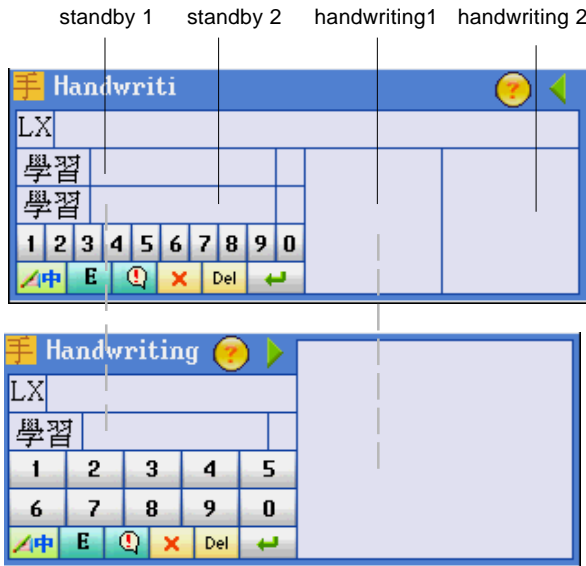 standby 1 standby 2 handwriting1 handwriting 2
手 Handwriti ?
LX
學習
學習
1 2 3 4 5 6 7 8 9 0
中 E ! × Del
手 Handwriting ?
LX
學習
1 2 3 4 5
6 7 8 9 0
中 E ! × Del